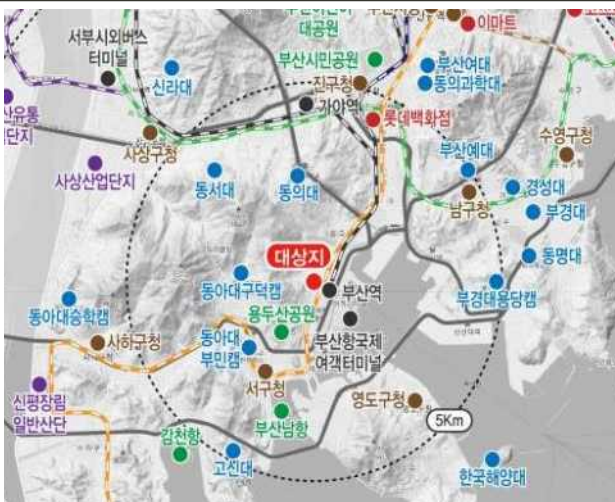 대공원
이마트
서부시외버스
터미널
부산시민공원
부산여대
신라대
진구청
동의과학대
가야역
롯데백화점
수영구청
산유통
단지
사상구청
사상산업단지
동서대
동의대
부산예대
경성대
남구청
부경대
대상지
동명대
동아대구덕캠
부산역
부경대용당캠
동아대승학캠
용두산공원
사하구청
동아대
부민캠
부산항국제
여객터미널
서구청
신평장림
일반산단
영도구청
부산남항
5Km
감천항
고신대
한국해양대